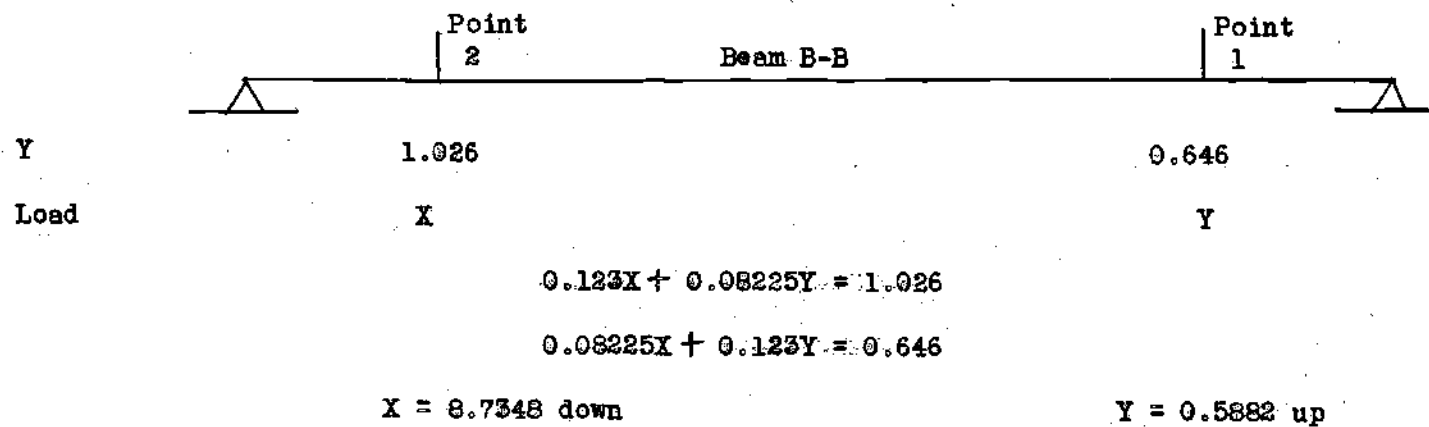 Point Point
2 Beam B-B 1
Y 1.026 0.646
Load X Y
0.123X + 0.08225Y = 1.026
0.08225X + 0.123Y = 0.646
X = 8.7348 down Y = 0.5882 up